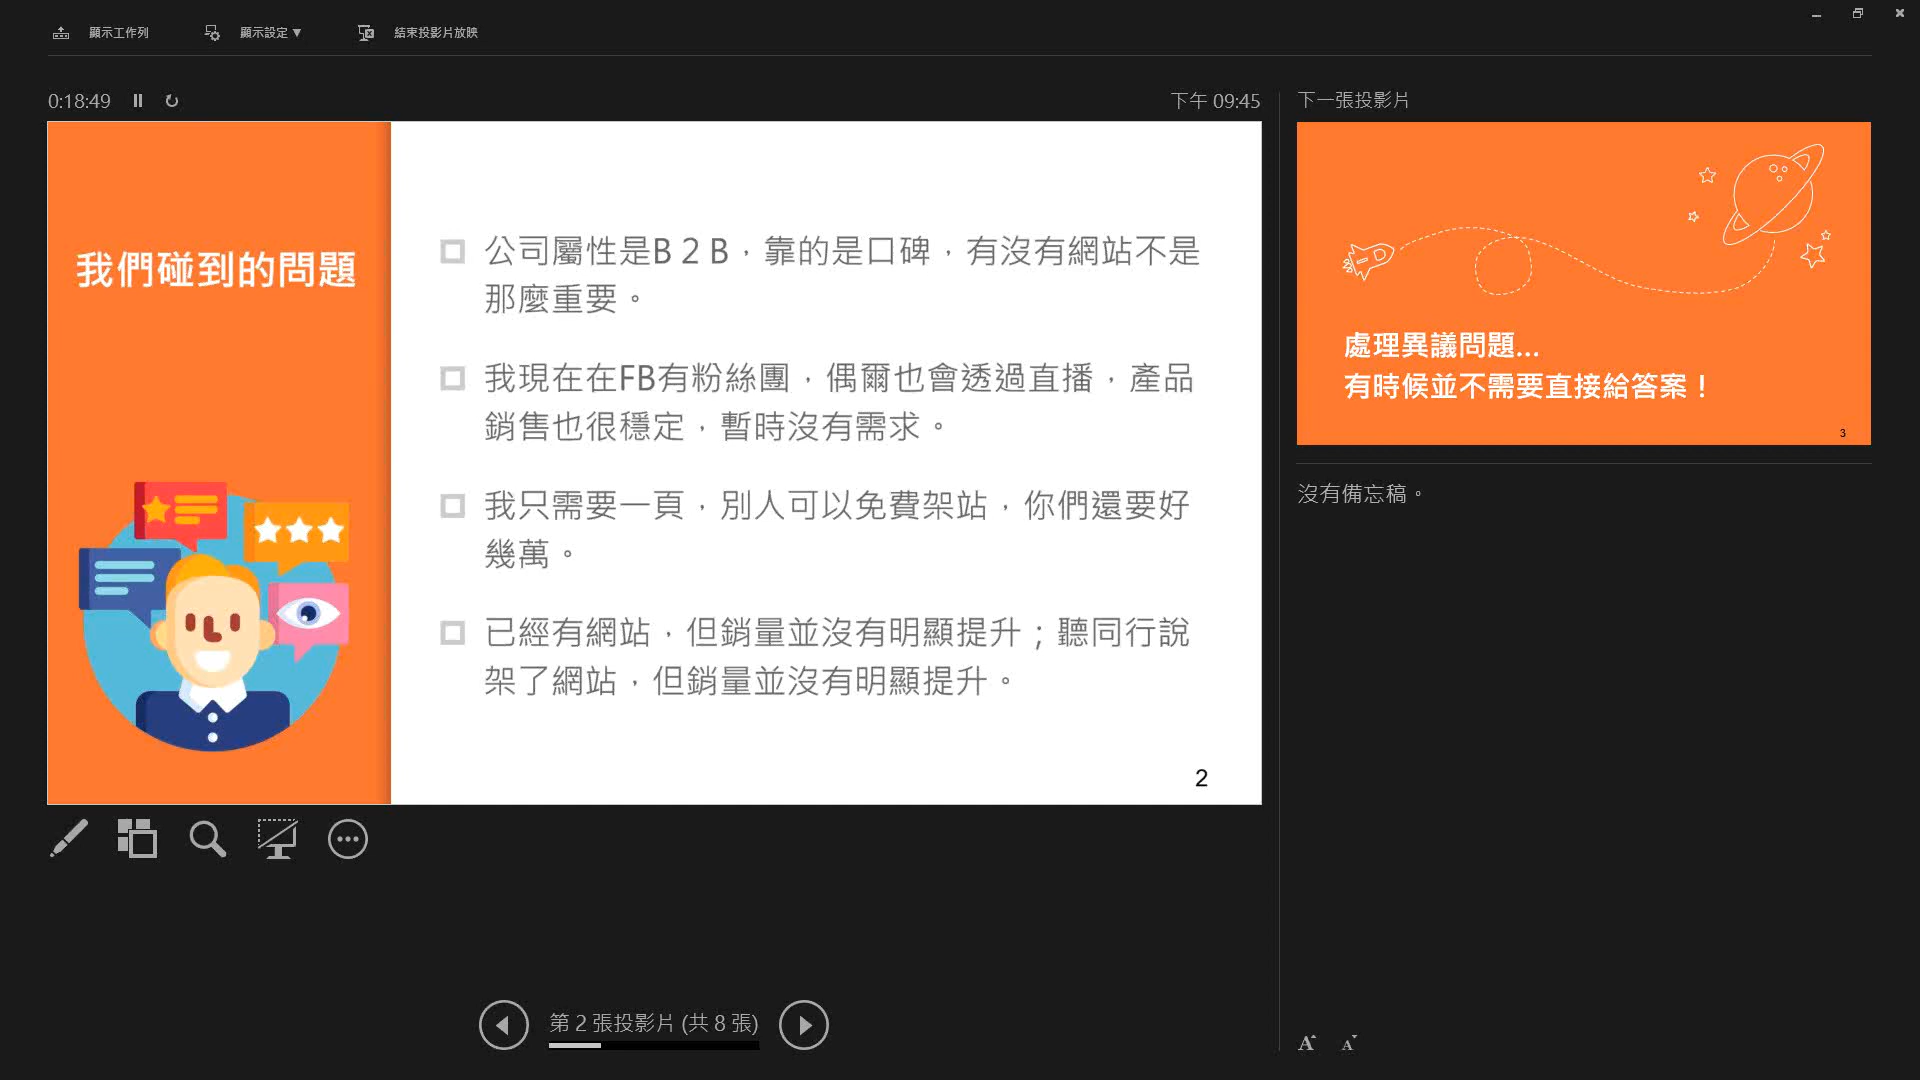 顯示工作列
顯示設定 ▼
結束投影片放映
0:18:49
下午 09:45
下一張投影片
我們碰到的問題
公司屬性是B 2 B，靠的是口碑，有沒有網站不是
那麼重要。
我現在在FB有粉絲團，偶爾也會透過直播，產品
銷售也很穩定，暫時沒有需求。
我只需要一頁，別人可以免費架站，你們還要好
幾萬。
已經有網站，但銷量並沒有明顯提升；聽同行說
架了網站，但銷量並沒有明顯提升。
2
處理異議問題...
有時候並不需要直接給答案！
3
沒有備忘稿。
第 2 張投影片 (共 8 張)
A
A